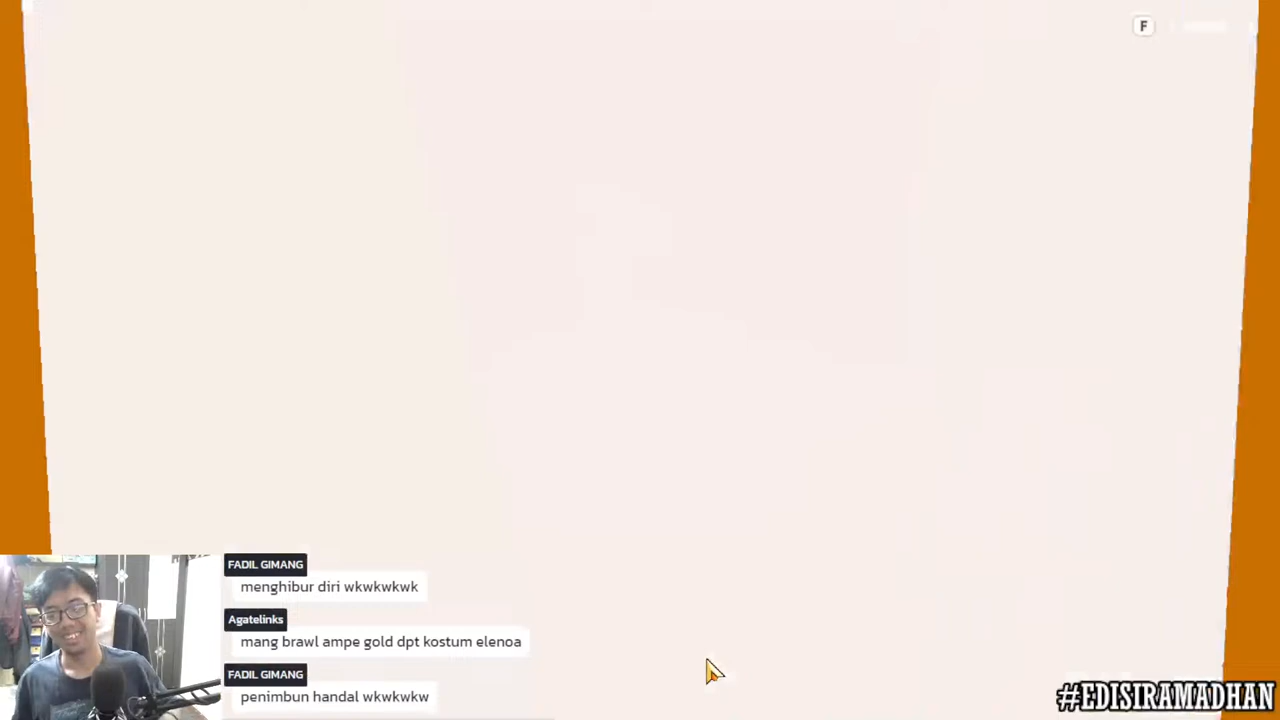 F
FADIL GIMANG
menghibur diri wkwkwkwk
Agatelinks
mang brawl ampe gold dpt kostum elenoa
FADIL GIMANG
penimbun handal wkwkwkw
#EDISIRAMADHAN